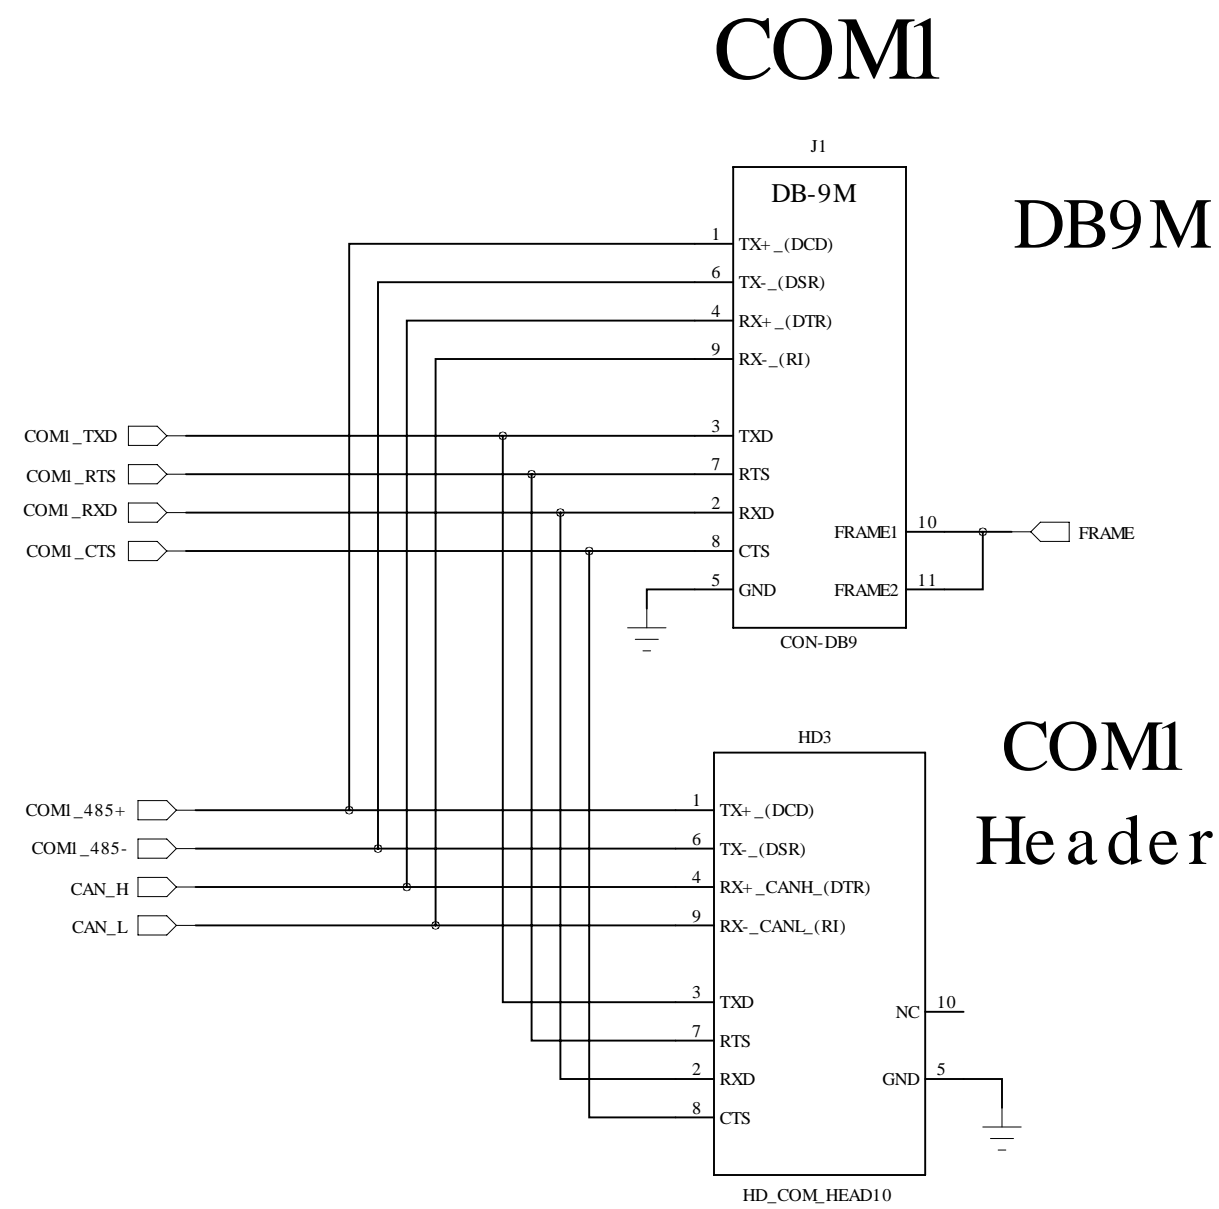 COM1
J1
DB-9M
DB9M
1 TX+_(DCD)
6 TX-_(DSR)
4 RX+_(DTR)
9 RX-_(RI)
COM1_TXD 3 TXD
COM1_RTS 7 RTS
COM1_RXD 2 RXD
FRAME1 10 FRAME
COM1_CTS 8 CTS
5 GND FRAME2 11
CON-DB9
HD3
COM1
Header
COM1_485+ 1 TX+_(DCD)
COM1_485- 6 TX-_(DSR)
CAN_H 4 RX+_CANH_(DTR)
CAN_L 9 RX-_CANL_(RI)
3 TXD
NC 10
7 RTS
2 RXD GND 5
8 CTS
HD_COM_HEAD10